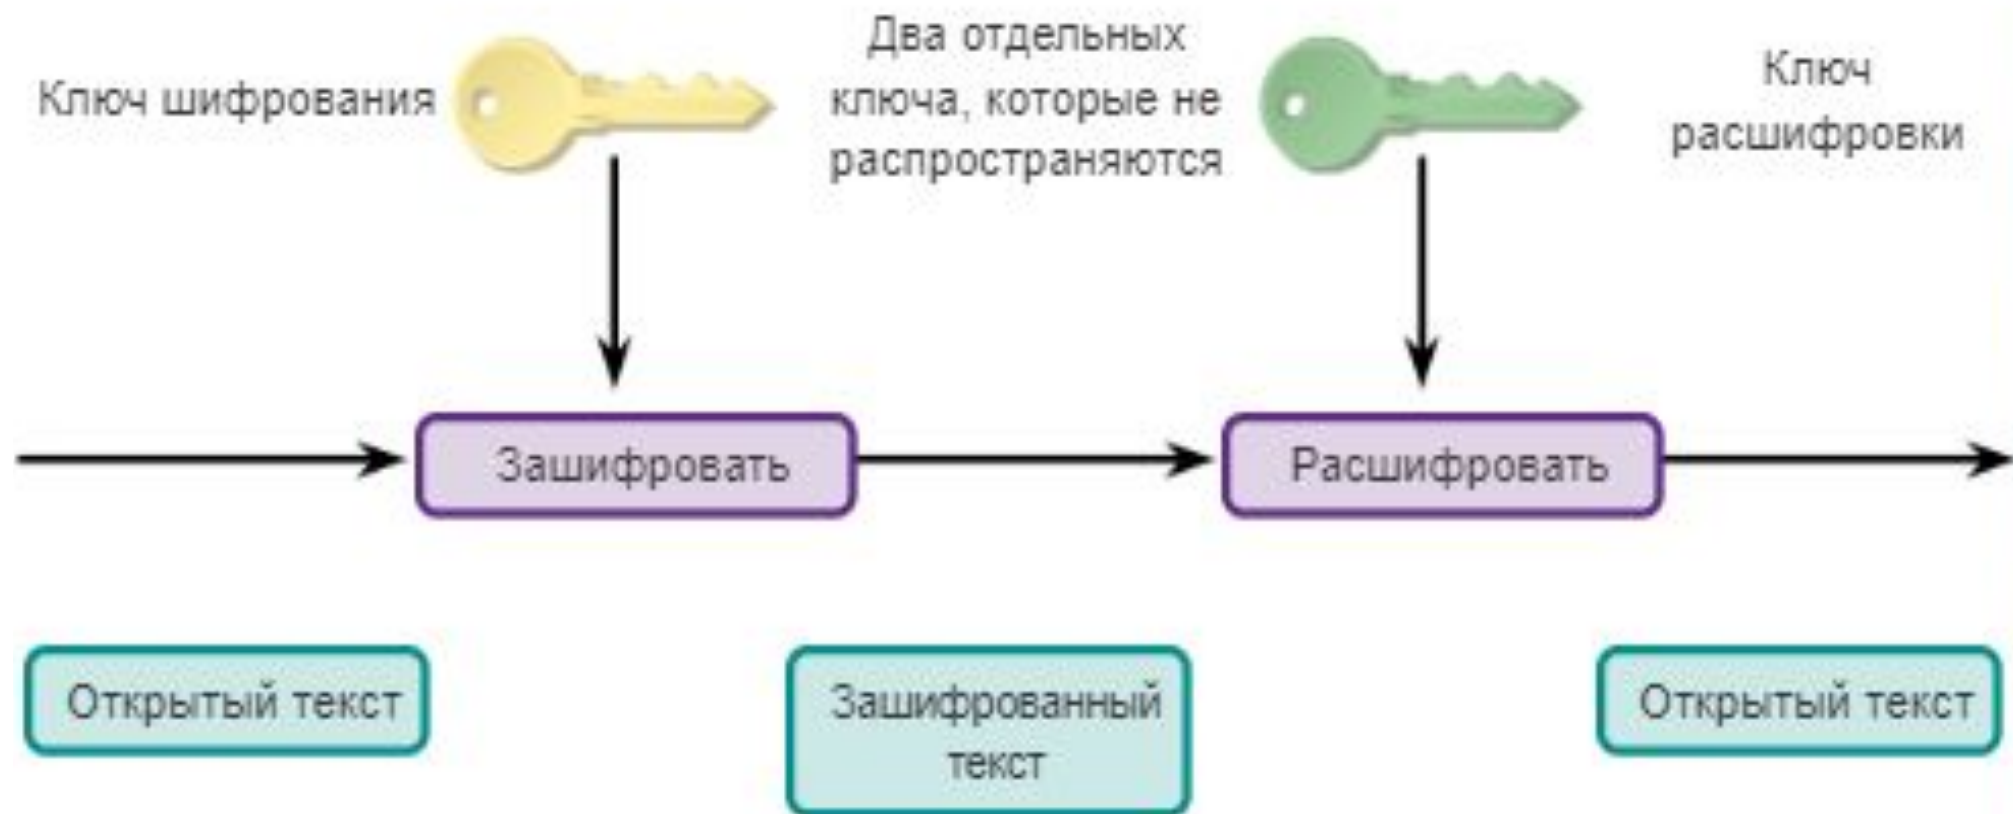 Ключ шифрования
Два отдельных
ключа, которые не
распространяются
Ключ
расшифровки
Зашифровать
Расшифровать
Открытый текст
Зашифрованный
текст
Открытый текст